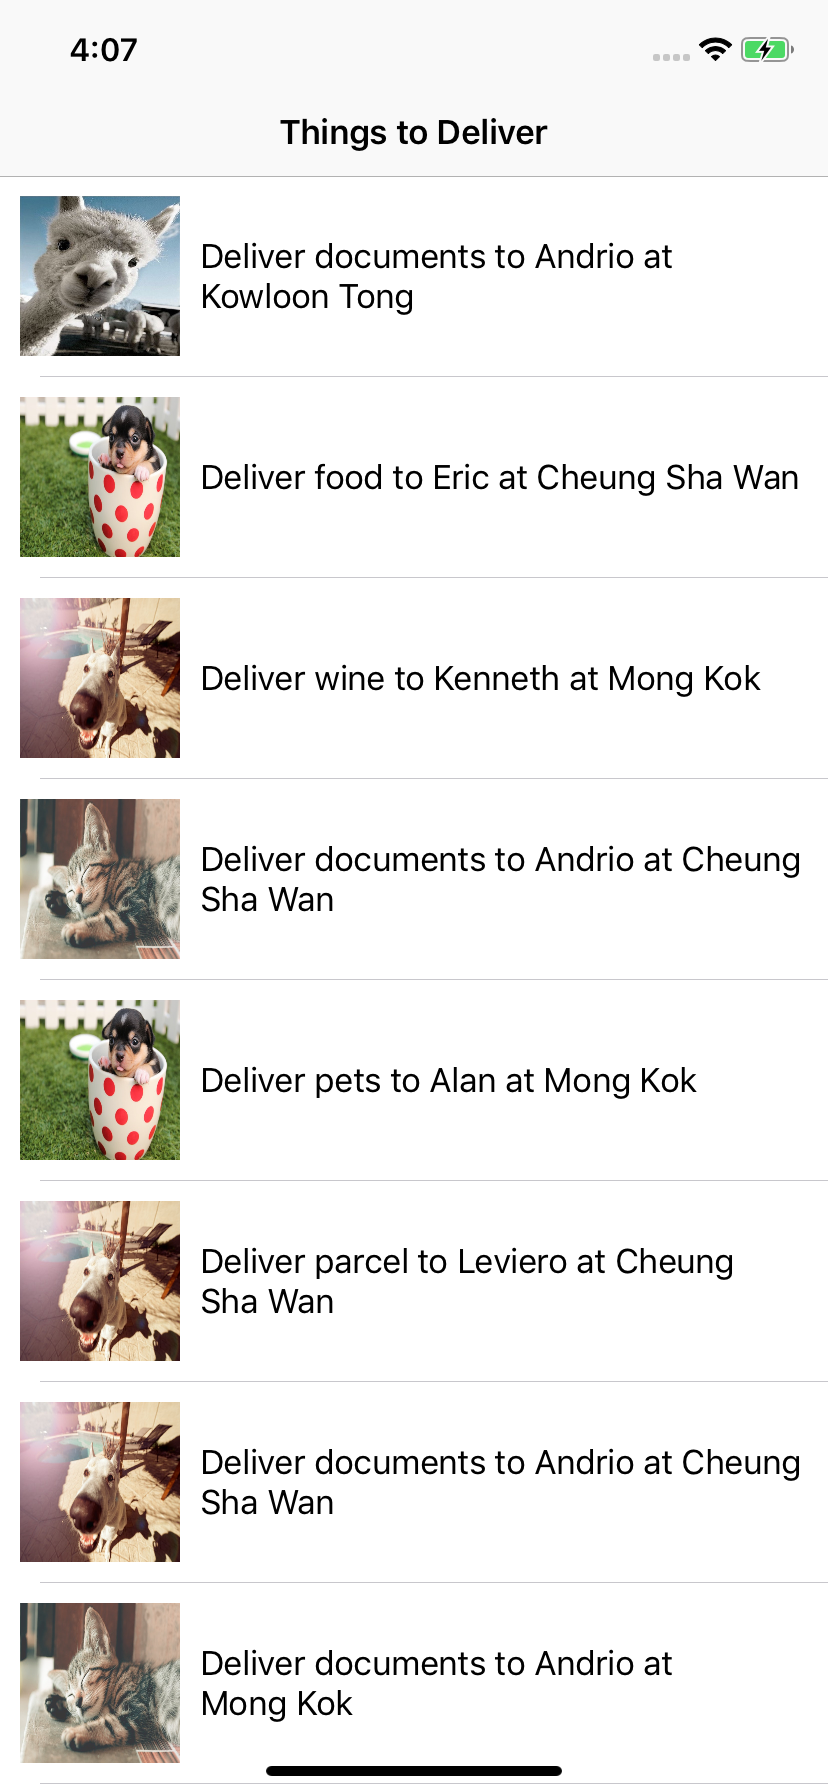 4:07
Things to Deliver
Deliver documents to Andrio at
Kowloon Tong
Deliver food to Eric at Cheung Sha Wan
Deliver wine to Kenneth at Mong Kok
Deliver documents to Andrio at Cheung
Sha Wan
Deliver pets to Alan at Mong Kok
Deliver parcel to Leviero at Cheung
Sha Wan
Deliver documents to Andrio at Cheung
Sha Wan
Deliver documents to Andrio at
Mong Kok